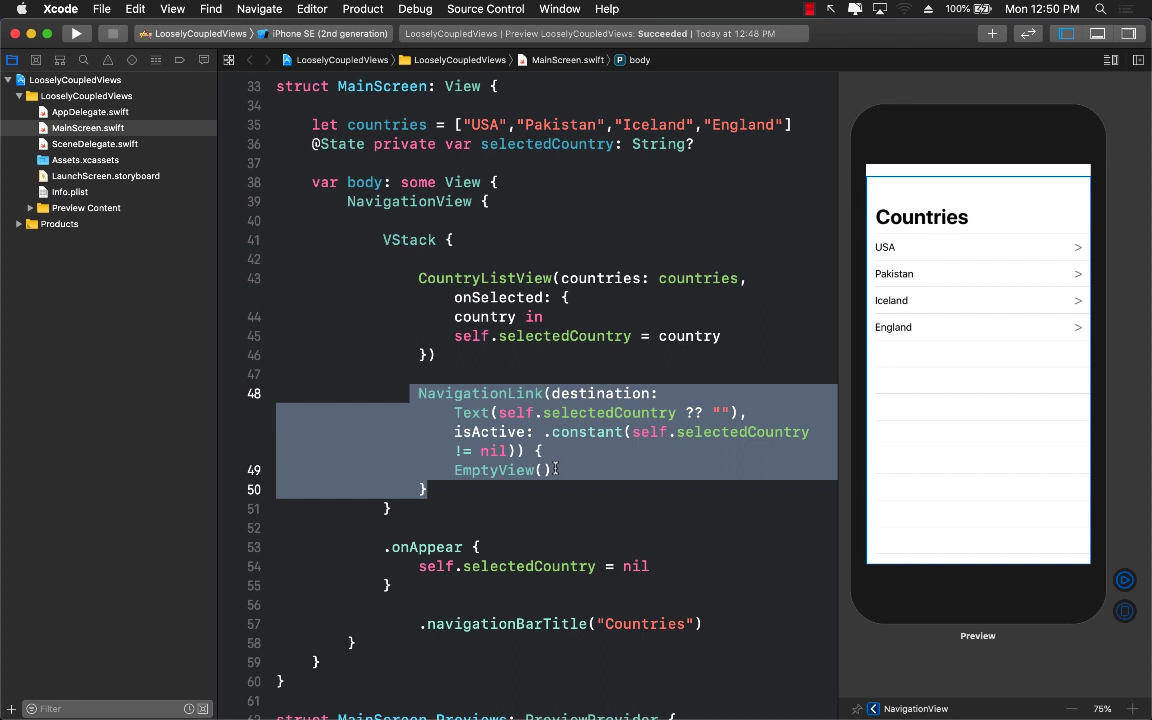 Xcode File Edit View Find Navigate Editor Product Debug Source Control Window Help 100% Mon 12:50 PM
LooselyCoupledViews 〉 iPhone SE (2nd generation) LooselyCoupledViews | Preview LooselyCoupledViews: Succeeded | Today at 12:48 PM
LooselyCoupledViews 〉 LooselyCoupledViews 〉 MainScreen.swift 〉 P body
LooselyCoupledViews
LooselyCoupledViews
AppDelegate.swift
MainScreen.swift
SceneDelegate.swift
Assets.xcassets
LaunchScreen.storyboard
Info.plist
Preview Content
Products
Filter
33 struct MainScreen: View {
34
35 let countries = ["USA","Pakistan","Iceland","England"]
36 @State private var selectedCountry: String?
37
38 var body: some View {
39 NavigationView {
40
41 VStack {
42
43 CountryListView(countries: countries,
onSelected: {
44 country in
45 self.selectedCountry = country
46 })
47
48 NavigationLink(destination:
Text(self.selectedCountry ?? ""),
isActive: .constant(self.selectedCountry
!= nil)) {
49 EmptyView()
50 }
51 }
52
53 .onAppear {
54 self.selectedCountry = nil
55 }
56
57 .navigationBarTitle("Countries")
58 }
59 }
60 }
61
struct MainScreen_Previews: PreviewProvider {
Countries
USA >
Pakistan >
Iceland >
England >
Preview
NavigationView 75%